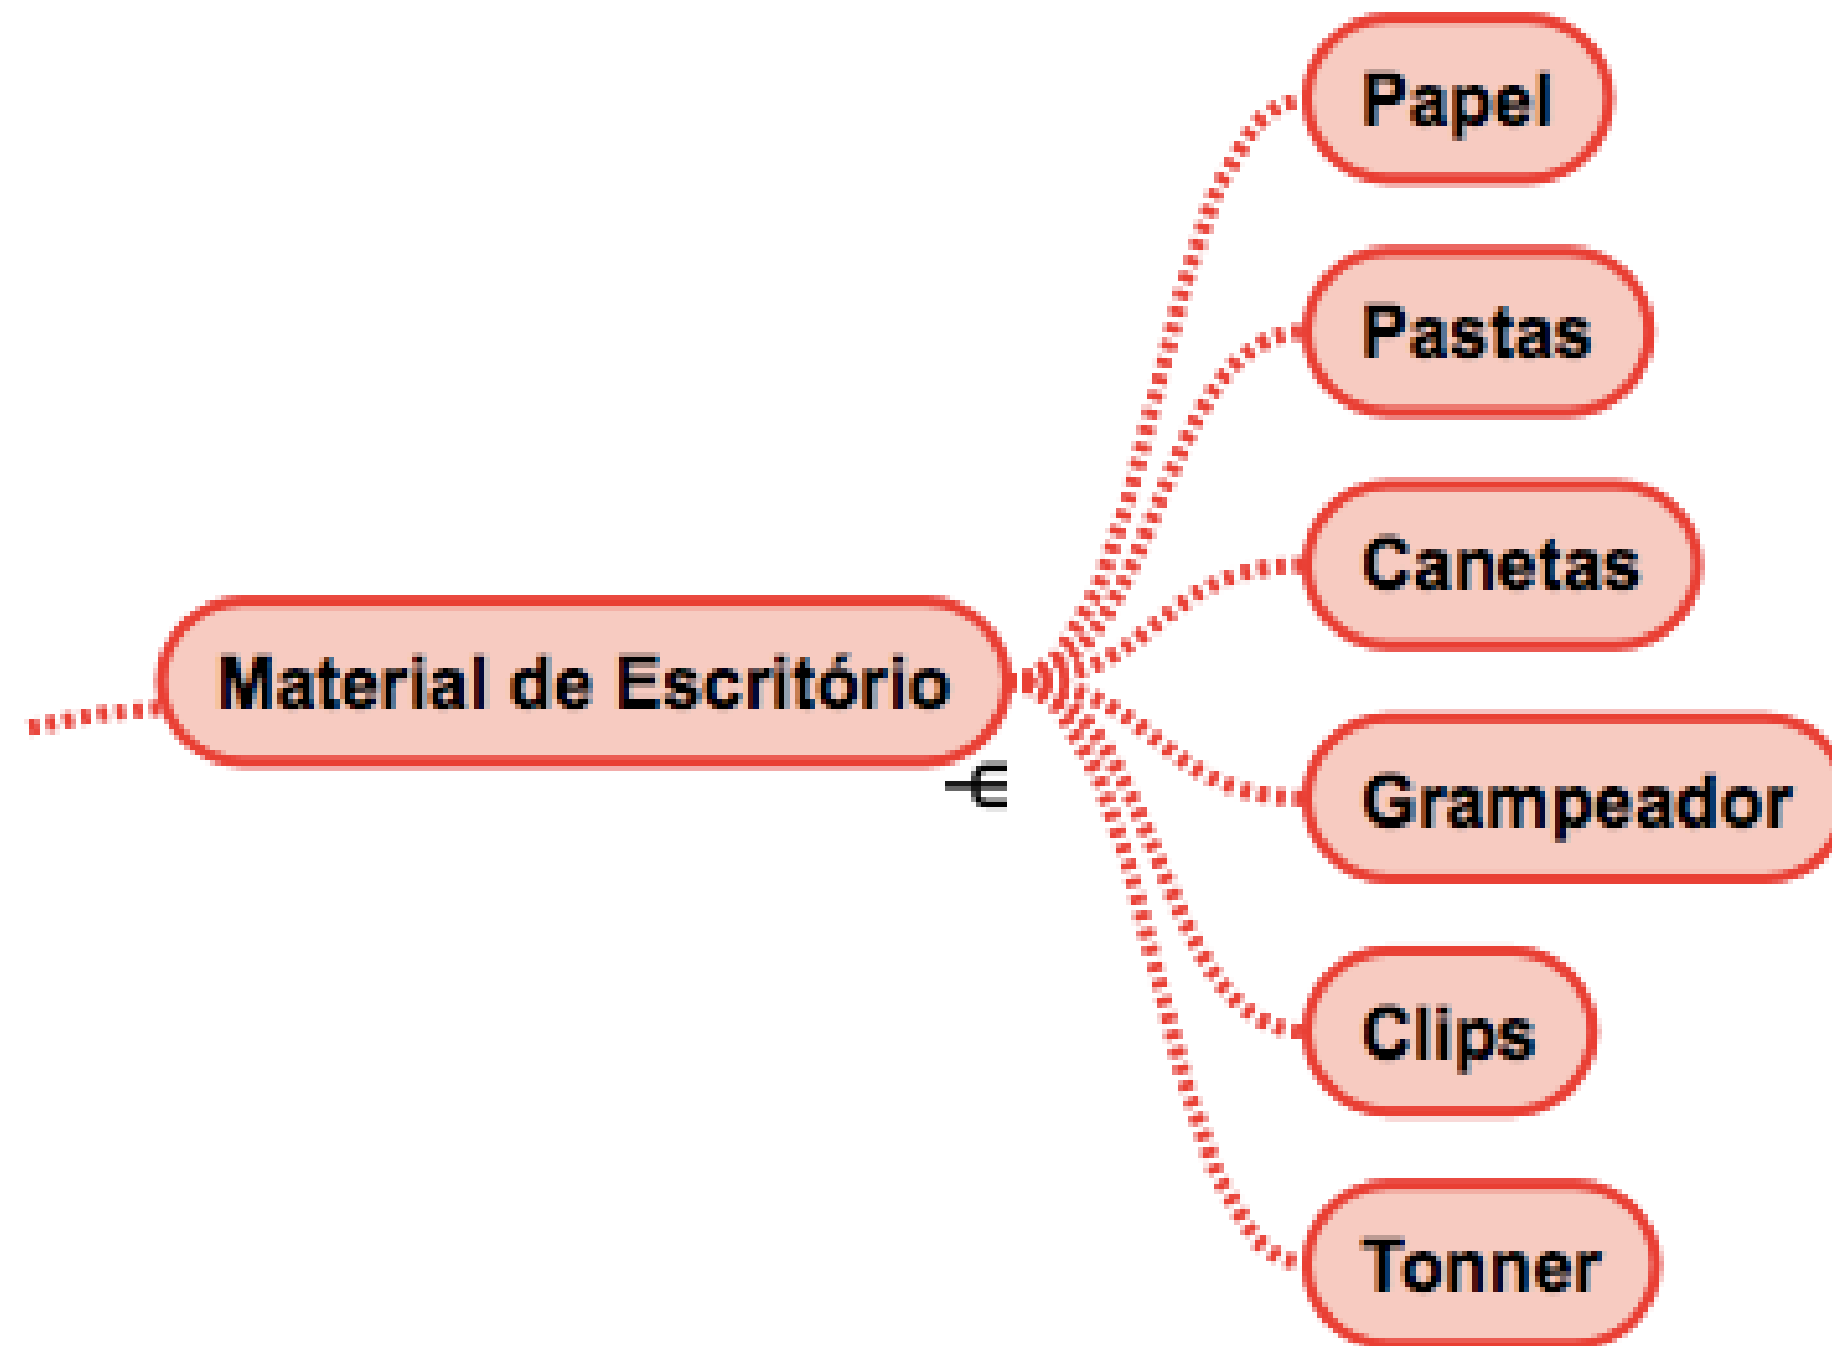 Papel
Pastas
Canetas
Material de Escritório
Grampeador
Clips
Tonner